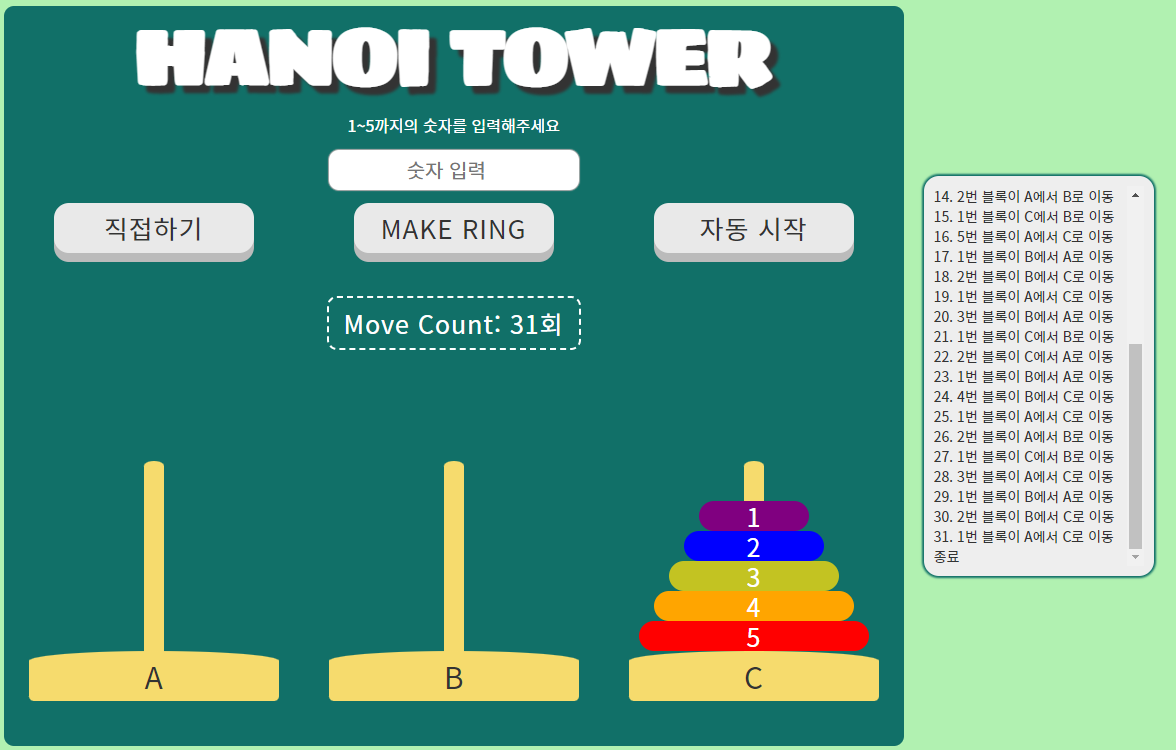 HANOI TOWER
1~5까지의 숫자를 입력해주세요
숫자 입력
직접하기
MAKE RING
자동 시작
Move Count: 31회
1
2
3
4
5
A
B
C
14. 2번 블록이 A에서 B로 이동
15. 1번 블록이 C에서 B로 이동
16. 5번 블록이 A에서 C로 이동
17. 1번 블록이 B에서 A로 이동
18. 2번 블록이 B에서 C로 이동
19. 1번 블록이 A에서 C로 이동
20. 3번 블록이 B에서 A로 이동
21. 1번 블록이 C에서 B로 이동
22. 2번 블록이 C에서 A로 이동
23. 1번 블록이 B에서 A로 이동
24. 4번 블록이 B에서 C로 이동
25. 1번 블록이 A에서 C로 이동
26. 2번 블록이 A에서 B로 이동
27. 1번 블록이 C에서 B로 이동
28. 3번 블록이 A에서 C로 이동
29. 1번 블록이 B에서 A로 이동
30. 2번 블록이 B에서 C로 이동
31. 1번 블록이 A에서 C로 이동
종료